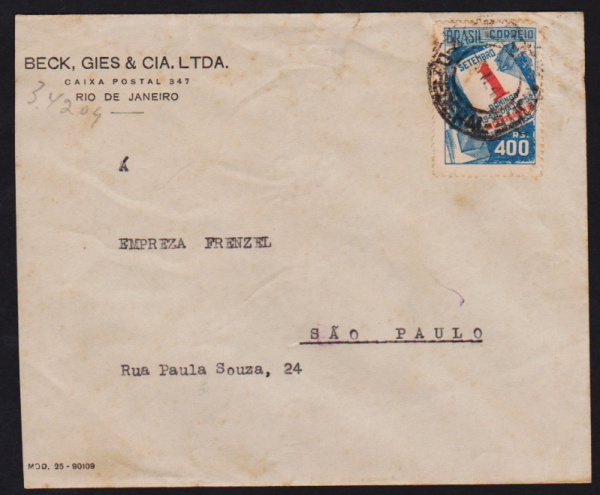 BECK, GIES & CIA. LTDA.
CAIXA POSTAL 347
RIO DE JANEIRO
BRASIL CORREIO
SETEMBRO
1
RS.
400
Á
EMPREZA FRENZEL
SÃO PAULO
Rua Paula Souza, 24
MOD. 25 - 90109